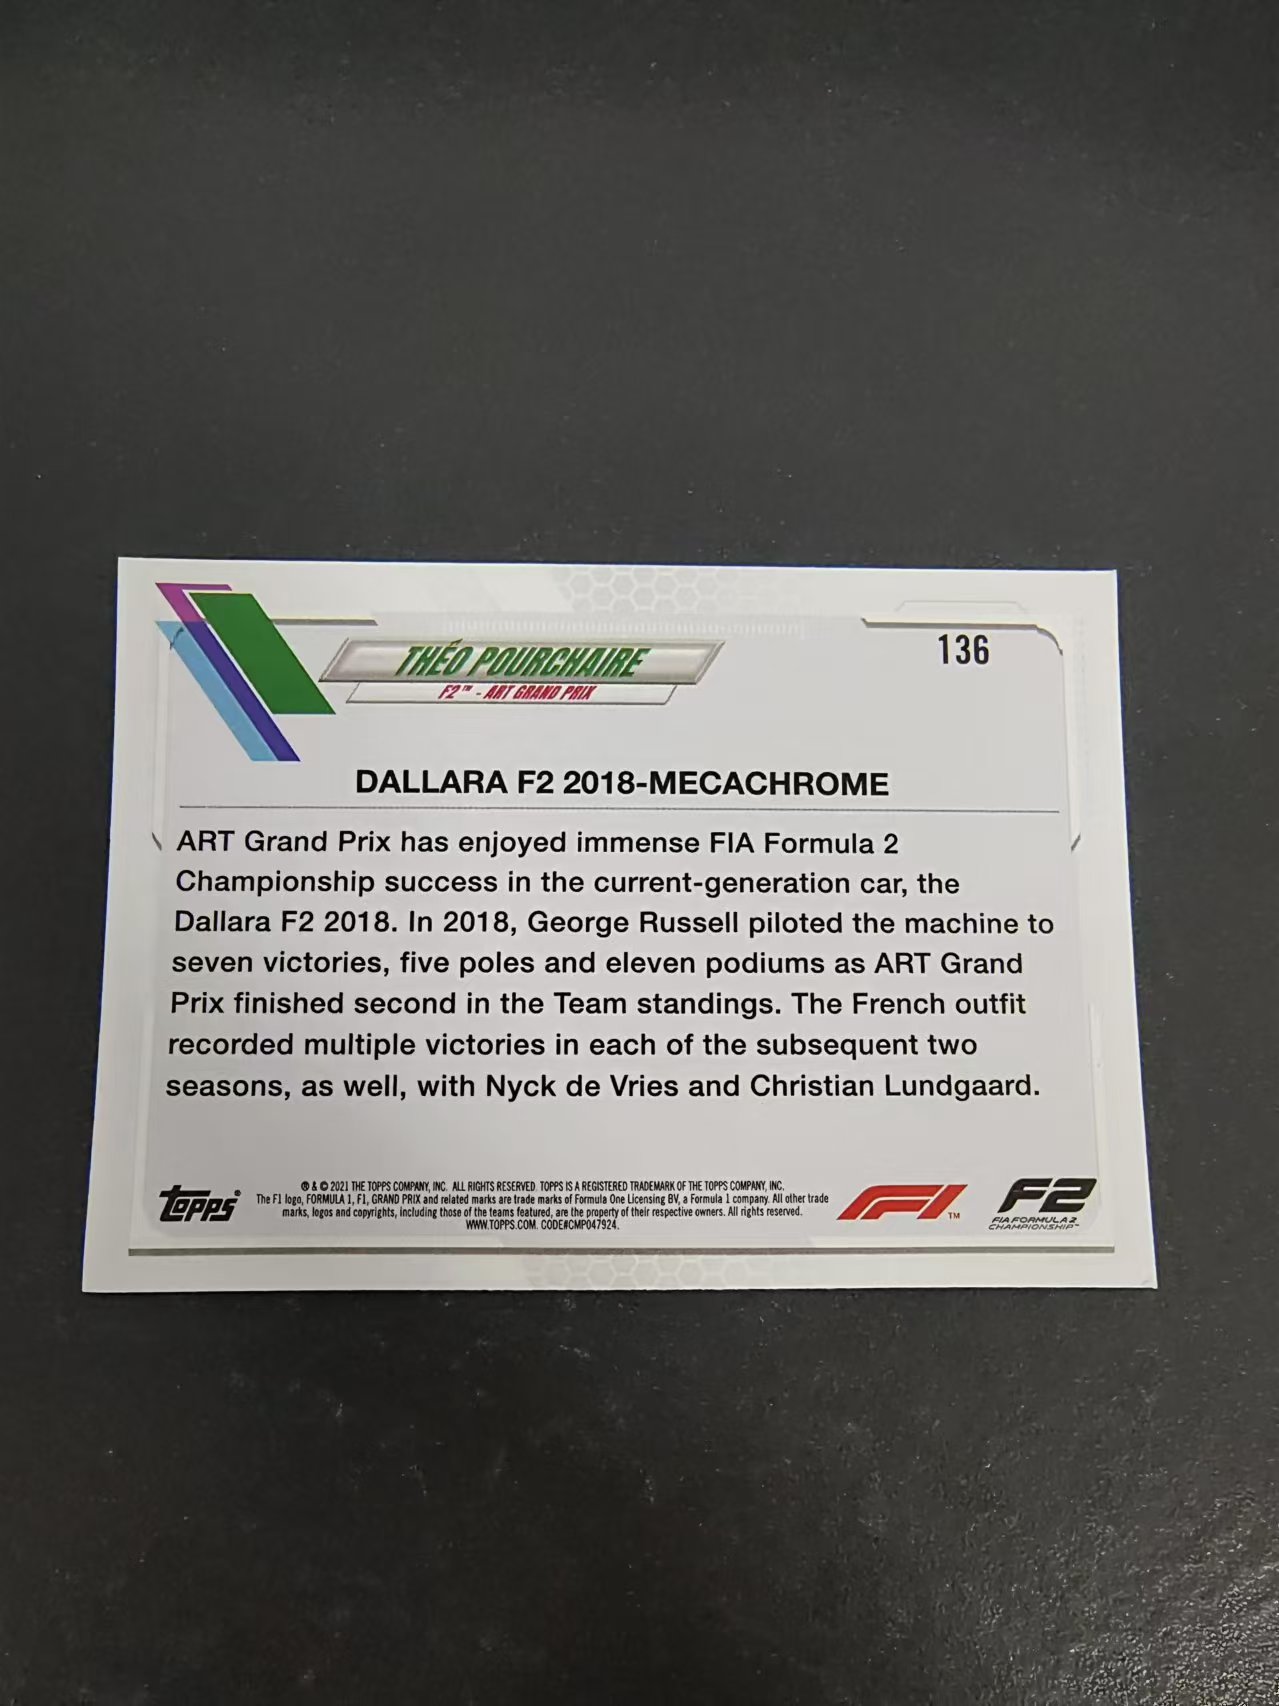 THÉO POURCHAIRE
136
F2™ - ART GRAND PRIX
DALLARA F2 2018-MECACHROME
ART Grand Prix has enjoyed immense FIA Formula 2
Championship success in the current-generation car, the
Dallara F2 2018. In 2018, George Russell piloted the machine to
seven victories, five poles and eleven podiums as ART Grand
Prix finished second in the Team standings. The French outfit
recorded multiple victories in each of the subsequent two
seasons, as well, with Nyck de Vries and Christian Lundgaard.
Topps®
® & © 2021 THE TOPPS COMPANY, INC. ALL RIGHTS RESERVED. TOPPS IS A REGISTERED TRADEMARK OF THE TOPPS COMPANY, INC.
The F1 logo, FORMULA 1, F1, GRAND PRIX and related marks are trade marks of Formula One Licensing BV, a Formula 1 company. All other trade
marks, logos and copyrights, including those of the teams featured, are the property of their respective owners. All rights reserved.
WWW.TOPPS.COM. CODE#CMP047924.
F1™
F2
FIA FORMULA 2
CHAMPIONSHIP™